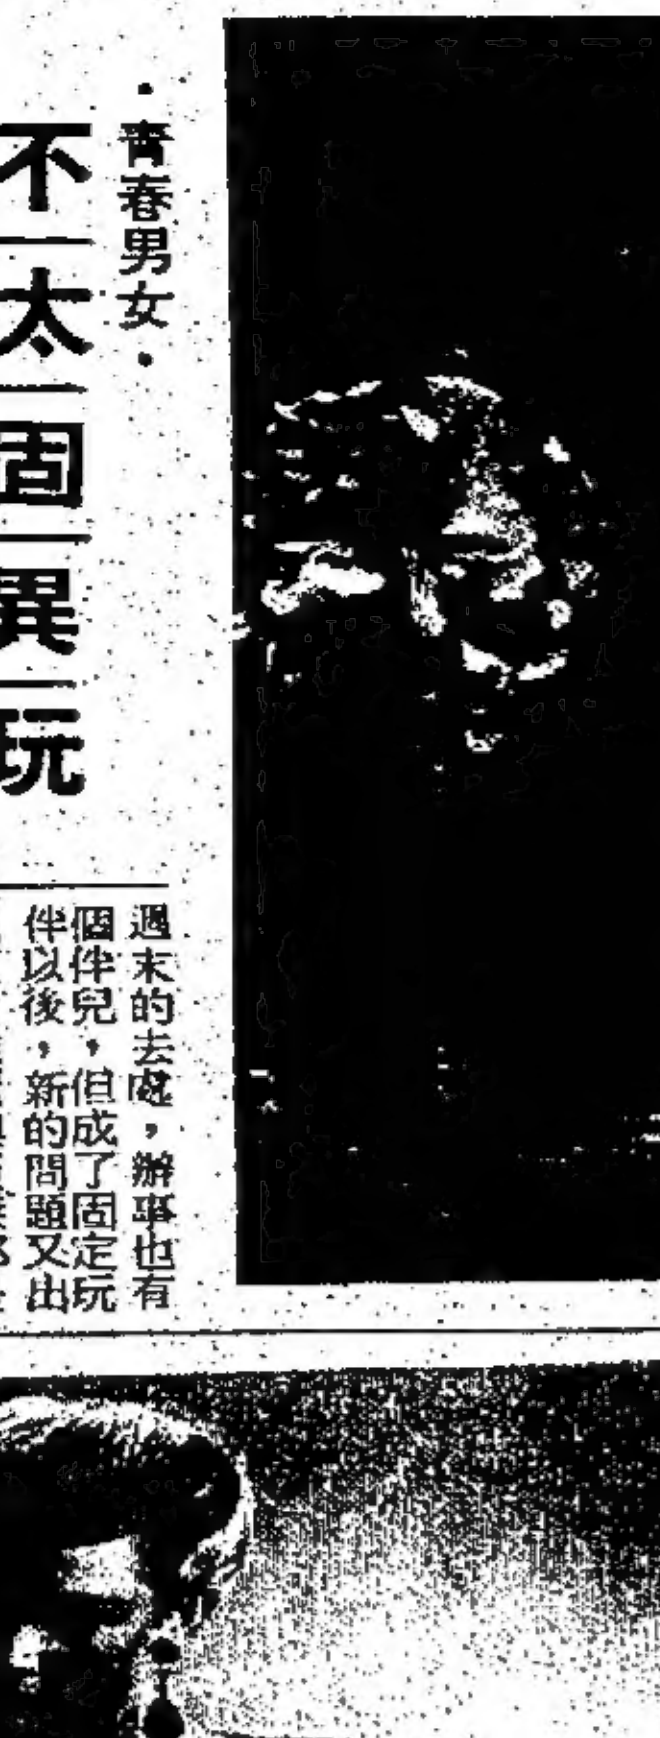 ·青春男女·
不太固異玩
週末的去處，辦事也有
個伴兒，但成了固定玩
伴以後，新的問題又出